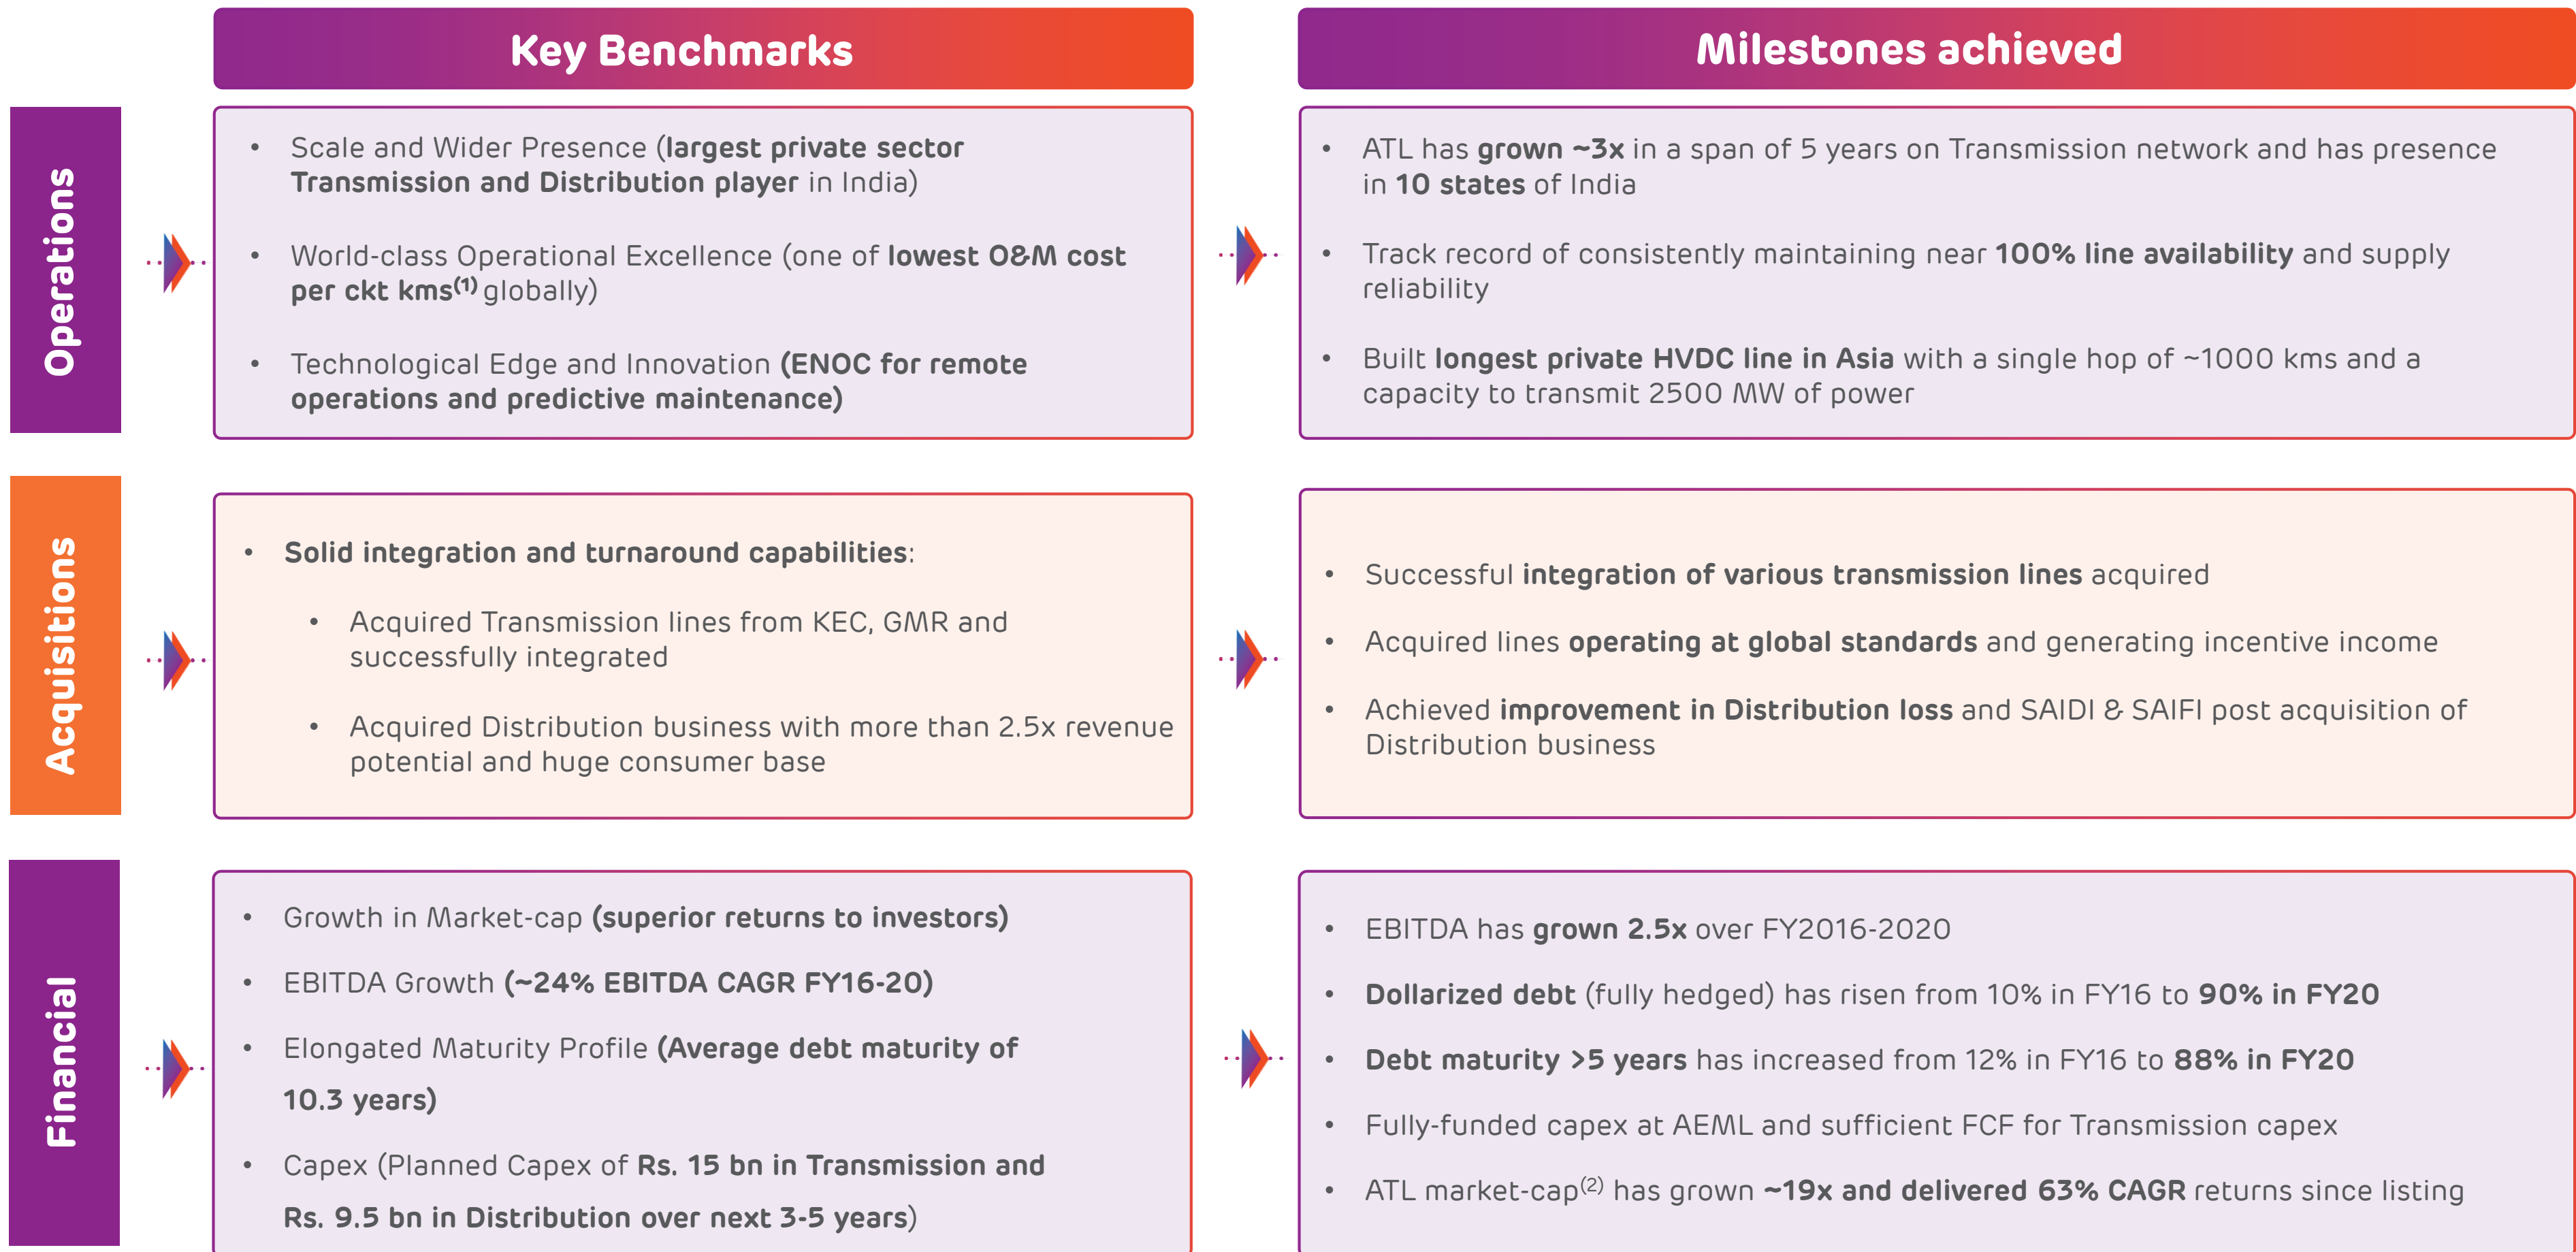 Key Benchmarks
Milestones achieved
Operations
• Scale and Wider Presence (largest private sector
Transmission and Distribution player in India)
• World-class Operational Excellence (one of lowest O&M cost
per ckt kms(1) globally)
• Technological Edge and Innovation (ENOC for remote
operations and predictive maintenance)
• ATL has grown ~3x in a span of 5 years on Transmission network and has presence
in 10 states of India
• Track record of consistently maintaining near 100% line availability and supply
reliability
• Built longest private HVDC line in Asia with a single hop of ~1000 kms and a
capacity to transmit 2500 MW of power
Acquisitions
• Solid integration and turnaround capabilities:
• Acquired Transmission lines from KEC, GMR and
successfully integrated
• Acquired Distribution business with more than 2.5x revenue
potential and huge consumer base
• Successful integration of various transmission lines acquired
• Acquired lines operating at global standards and generating incentive income
• Achieved improvement in Distribution loss and SAIDI & SAIFI post acquisition of
Distribution business
Financial
• Growth in Market-cap (superior returns to investors)
• EBITDA Growth (~24% EBITDA CAGR FY16-20)
• Elongated Maturity Profile (Average debt maturity of
10.3 years)
• Capex (Planned Capex of Rs. 15 bn in Transmission and
Rs. 9.5 bn in Distribution over next 3-5 years)
• EBITDA has grown 2.5x over FY2016-2020
• Dollarized debt (fully hedged) has risen from 10% in FY16 to 90% in FY20
• Debt maturity >5 years has increased from 12% in FY16 to 88% in FY20
• Fully-funded capex at AEML and sufficient FCF for Transmission capex
• ATL market-cap(2) has grown ~19x and delivered 63% CAGR returns since listing